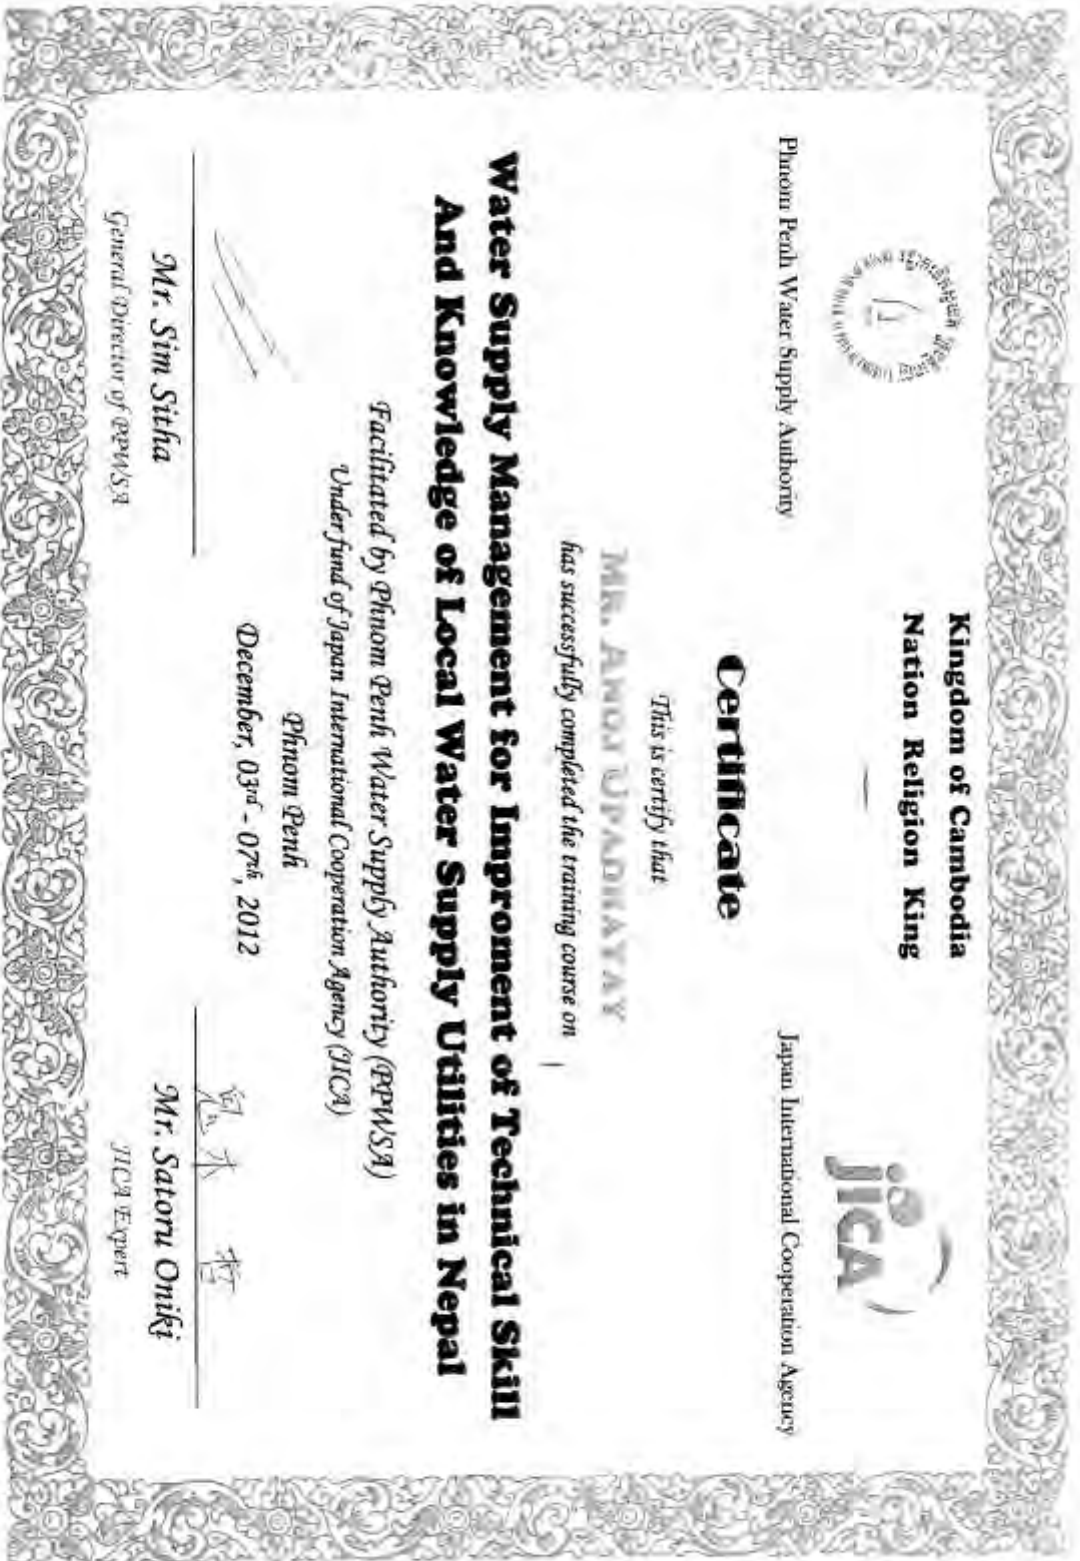 Kingdom of Cambodia
Nation Religion King
jICA
Phnom Penh Water Supply Authority
Japan International Cooperation Agency
Certificate
This is certify that
MR. ANOJ UPADHAYAY
has successfully completed the training course on
Water Supply Management for Improment of Technical Skill
And Knowledge of Local Water Supply Utilities in Nepal
Facilitated by Phnom Penh Water Supply Authority (PPWSA)
Under fund of Japan International Cooperation Agency (JICA)
Phnom Penh
December, 03rd - 07th, 2012
鬼木 哲
Mr. Sim Sitha
General Director of PPWSA
Mr. Satoru Oniki
JICA Expert